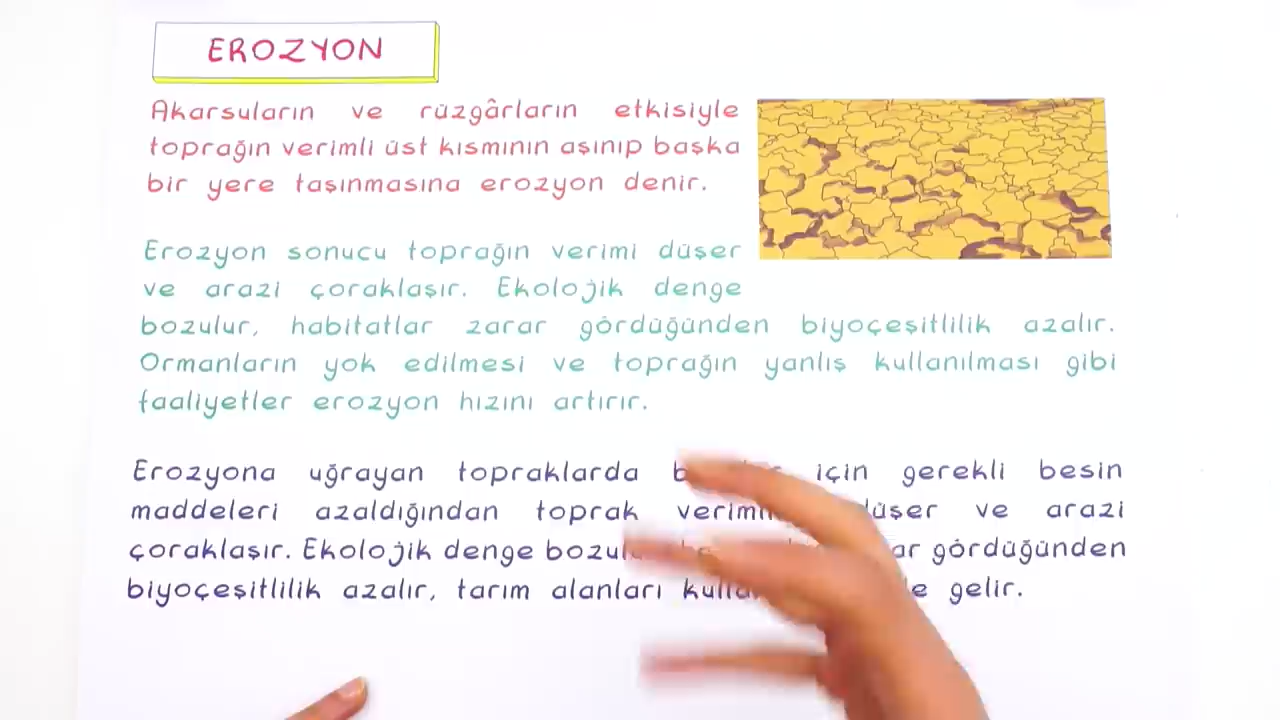 EROZYON
Akarsuların ve rüzgârların etkisiyle
toprağın verimli üst kısmının aşınıp başka
bir yere taşınmasına erozyon denir.
Erozyon sonucu toprağın verimi düşer
ve arazi çoraklaşır. Ekolojik denge
bozulur, habitatlar zarar gördüğünden biyoçeşitlilik azalır.
Ormanların yok edilmesi ve toprağın yanlış kullanılması gibi
faaliyetler erozyon hızını artırır.
Erozyona uğrayan topraklarda için gerekli besin
maddeleri azaldığından toprak düşer ve arazi
çoraklaşır. Ekolojik denge gördüğünden
biyoçeşitlilik azalır, tarım alanları gelir.